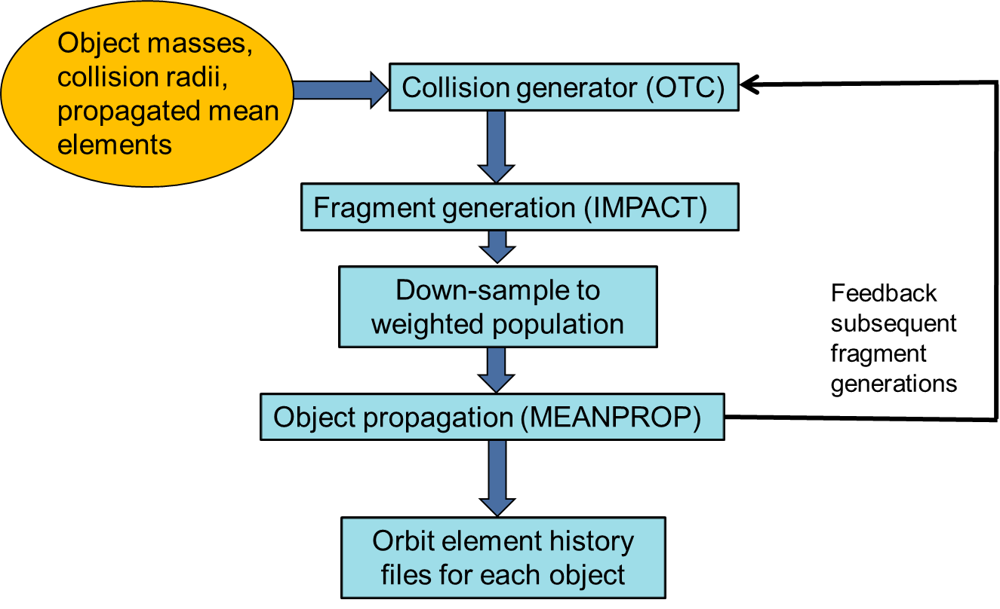 Object masses,
collision radii,
propagated mean
elements
Collision generator (OTC)
Fragment generation (IMPACT)
Down-sample to
weighted population
Feedback
subsequent
fragment
generations
Object propagation (MEANPROP)
Orbit element history
files for each object